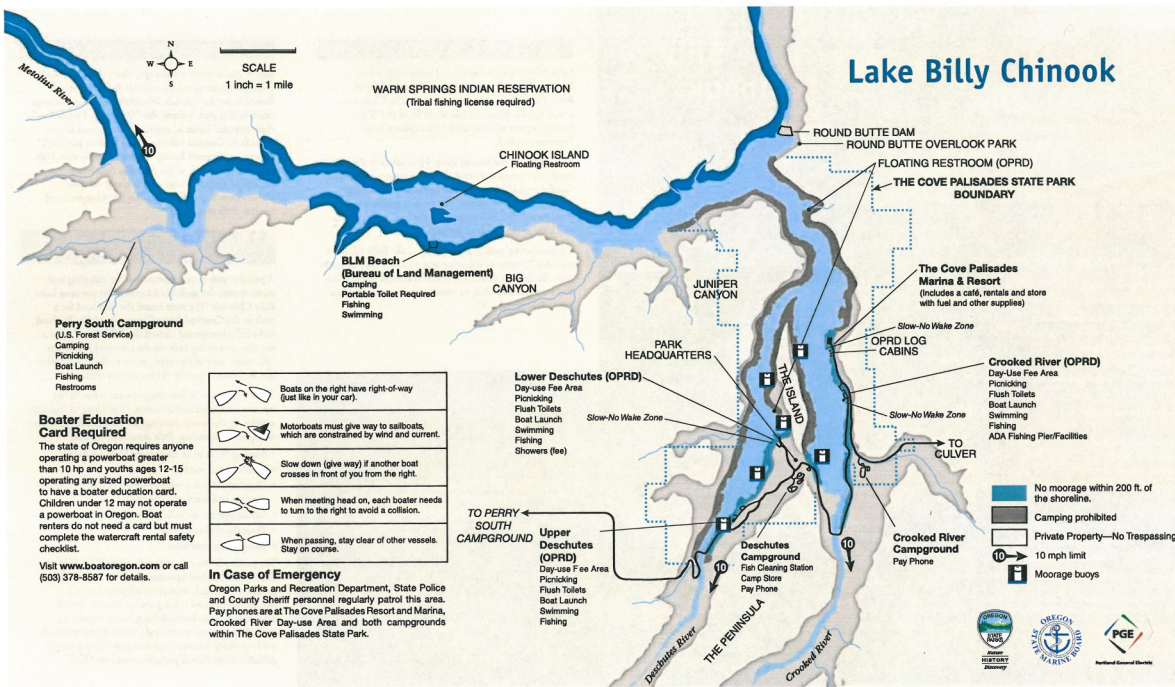 Lake Billy Chinook
N
W E
S
SCALE
1 inch = 1 mile
Metolius River
10
WARM SPRINGS INDIAN RESERVATION
(Tribal fishing license required)
CHINOOK ISLAND
Floating Restroom
ROUND BUTTE DAM
ROUND BUTTE OVERLOOK PARK
FLOATING RESTROOM (OPRD)
THE COVE PALISADES STATE PARK
BOUNDARY
BLM Beach
(Bureau of Land Management)
Camping
Portable Toilet Required
Fishing
Swimming
BIG
CANYON
JUNIPER
CANYON
The Cove Palisades
Marina & Resort
(Includes a café, rentals and store
with fuel and other supplies)
Slow-No Wake Zone
OPRD LOG
CABINS
Perry South Campground
(U.S. Forest Service)
Camping
Picnicking
Boat Launch
Fishing
Restrooms
PARK
HEADQUARTERS
THE ISLAND
Lower Deschutes (OPRD)
Day-use Fee Area
Picnicking
Flush Toilets
Boat Launch
Swimming
Fishing
Showers (fee)
Slow-No Wake Zone
Crooked River (OPRD)
Day-Use Fee Area
Picnicking
Flush Toilets
Boat Launch
Swimming
Fishing
ADA Fishing Pier/Facilities
Slow-No Wake Zone
TO
CULVER
Boater Education
Card Required
The state of Oregon requires anyone
operating a powerboat greater
than 10 hp and youths ages 12-15
operating any sized powerboat
to have a boater education card.
Children under 12 may not operate
a powerboat in Oregon. Boat
renters do not need a card but must
complete the watercraft rental safety
checklist.
Visit www.boatoregon.com or call
(503) 378-8587 for details.
Boats on the right have right-of-way
(just like in your car).
Motorboats must give way to sailboats,
which are constrained by wind and current.
Slow down (give way) if another boat
crosses in front of you from the right.
When meeting head on, each boater needs
to turn to the right to avoid a collision.
When passing, stay clear of other vessels.
Stay on course.
In Case of Emergency
Oregon Parks and Recreation Department, State Police
and County Sheriff personnel regularly patrol this area.
Pay phones are at The Cove Palisades Resort and Marina,
Crooked River Day-use Area and both campgrounds
within The Cove Palisades State Park.
TO PERRY
SOUTH
CAMPGROUND
Upper
Deschutes
(OPRD)
Day-use Fee Area
Picnicking
Flush Toilets
Boat Launch
Swimming
Fishing
Deschutes
Campground
Fish Cleaning Station
Camp Store
Pay Phone
Crooked River
Campground
Pay Phone
10
10
THE PENINSULA
Deschutes River
Crooked River
No moorage within 200 ft. of
the shoreline.
Camping prohibited
Private Property—No Trespassing
10 10 mph limit
Moorage buoys
OREGON
STATE
PARKS
Nature
HISTORY
Discovery
OREGON
STATE MARINE BOARD
PGE
Portland General Electric